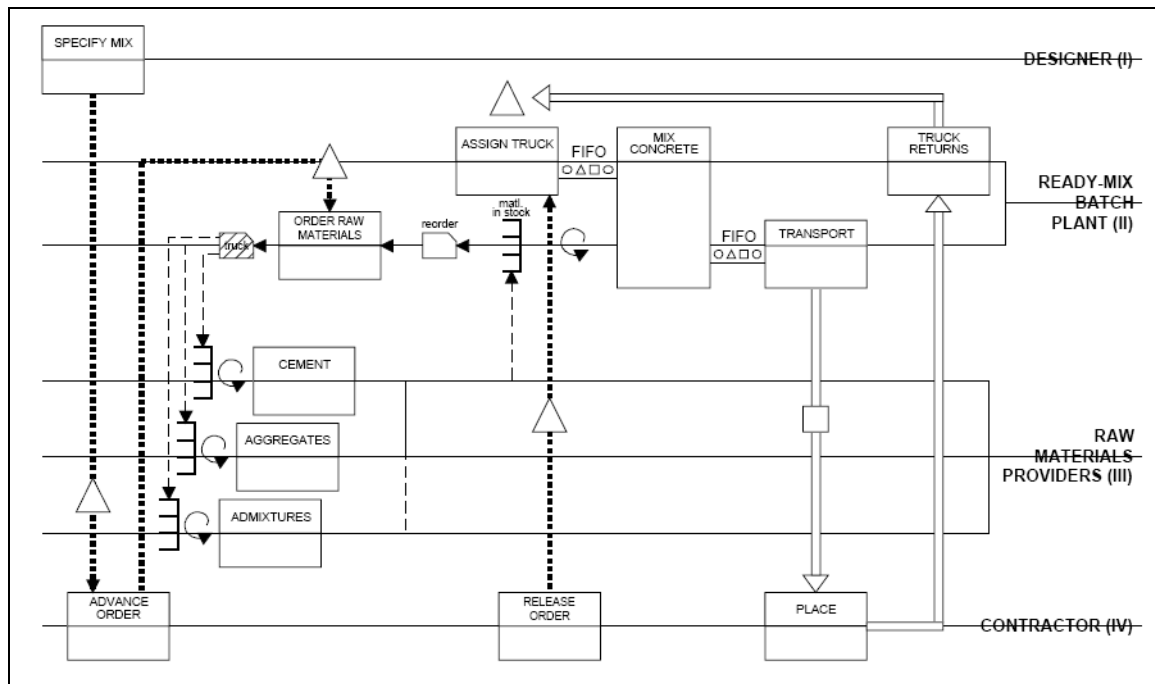 SPECIFY MIX
DESIGNER (I)
ASSIGN TRUCK
FIFO
MIX
CONCRETE
TRUCK
RETURNS
READY-MIX
BATCH
PLANT (II)
ORDER RAW
MATERIALS
truck
reorder
matl.
in stock
FIFO
TRANSPORT
CEMENT
AGGREGATES
ADMIXTURES
RAW
MATERIALS
PROVIDERS (III)
ADVANCE
ORDER
RELEASE
ORDER
PLACE
CONTRACTOR (IV)